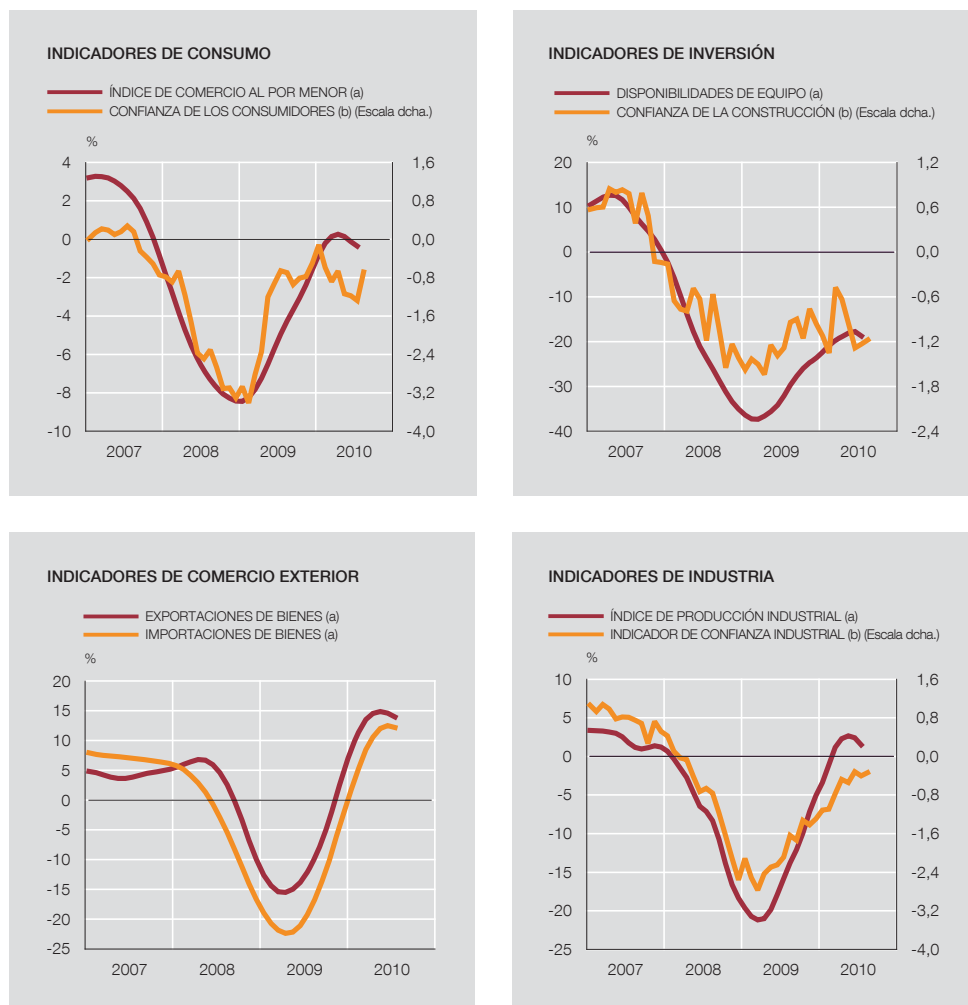 INDICADORES DE CONSUMO
ÍNDICE DE COMERCIO AL POR MENOR (a)
CONFIANZA DE LOS CONSUMIDORES (b) (Escala dcha.)
%
4 1,6
2 0,8
0 0,0
-2 -0,8
-4 -1,6
-6 -2,4
-8 -3,2
-10 -4,0
2007 2008 2009 2010
INDICADORES DE INVERSIÓN
DISPONIBILIDADES DE EQUIPO (a)
CONFIANZA DE LA CONSTRUCCIÓN (b) (Escala dcha.)
%
20 1,2
10 0,6
0 0,0
-10 -0,6
-20 -1,2
-30 -1,8
-40 -2,4
2007 2008 2009 2010
INDICADORES DE COMERCIO EXTERIOR
EXPORTACIONES DE BIENES (a)
IMPORTACIONES DE BIENES (a)
%
20
15
10
5
0
-5
-10
-15
-20
-25
2007 2008 2009 2010
INDICADORES DE INDUSTRIA
ÍNDICE DE PRODUCCIÓN INDUSTRIAL (a)
INDICADOR DE CONFIANZA INDUSTRIAL (b) (Escala dcha.)
%
10 1,6
5 0,8
0 0,0
-5 -0,8
-10 -1,6
-15 -2,4
-20 -3,2
-25 -4,0
2007 2008 2009 2010